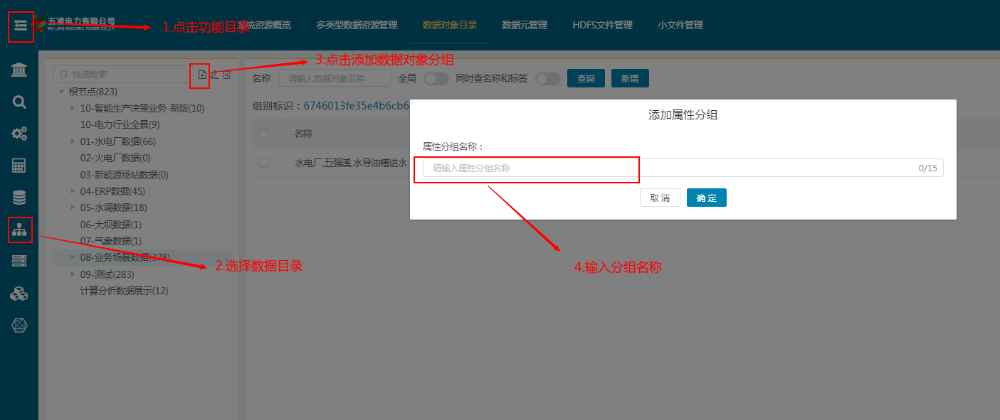 五凌电力有限公司
WU LING ELECTRIC POWER CO.,LTD
1.点击功能目录
系统资源概览
多类型数据资源管理
数据对象目录
数据元管理
HDFS文件管理
小文件管理
3.点击添加数据对象分组
快速检索
名称
请输入数据对象名称
全局
同时查名称和标签
查询
新增
根节点(823)
10-智能生产决策业务-新版(10)
10-电力行业全景(9)
01-水电厂数据(66)
02-火电厂数据(0)
03-新能源场站数据(0)
04-ERP数据(45)
05-水调数据(18)
06-大坝数据(1)
07-气象数据(1)
08-业务场景数据(378)
09-测试(283)
计算分析数据展示(12)
2.选择数据目录
组别标识：6746013fe35e4b6cb6
名称
水电厂.五强溪.水导油槽进水
添加属性分组
属性分组名称：
请输入属性分组名称
0/15
取 消
确 定
4.输入分组名称